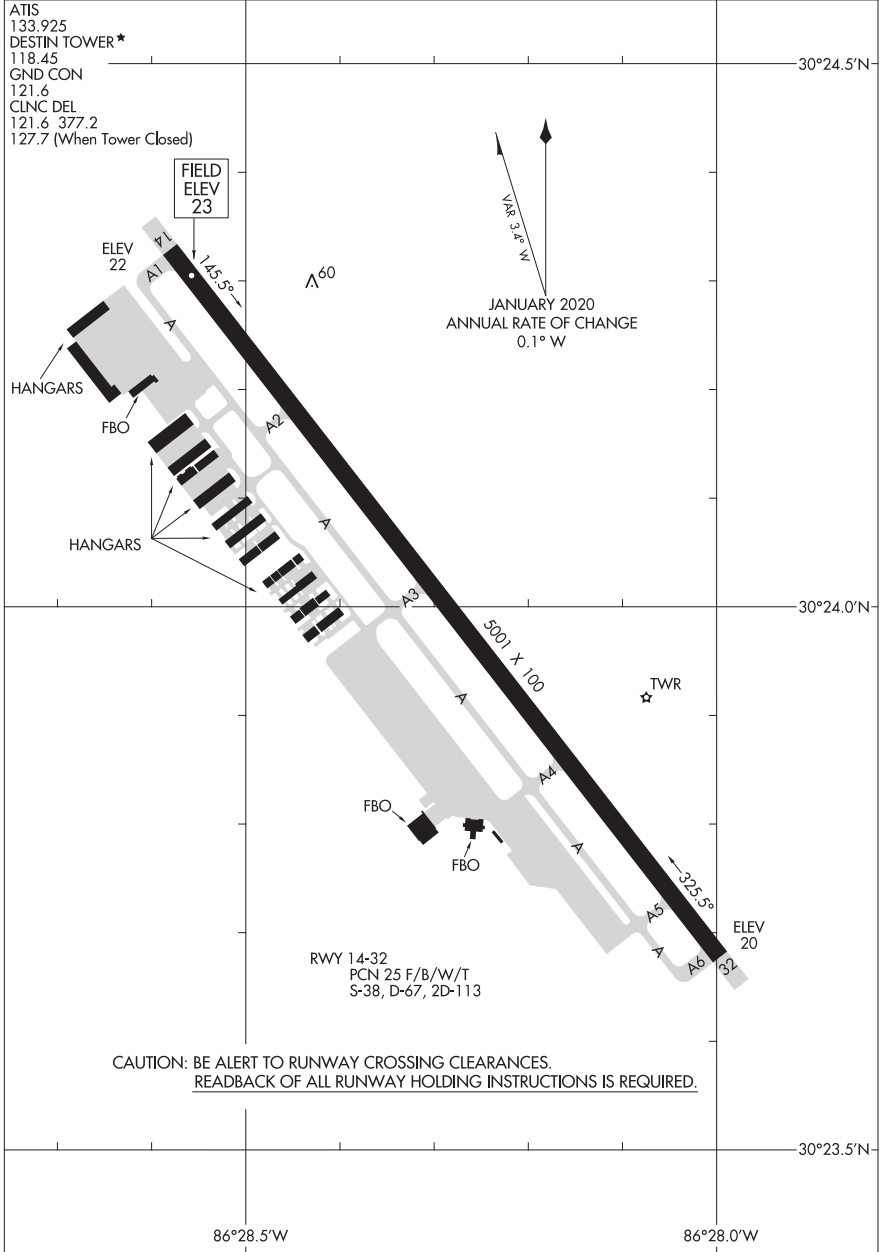 ATIS
133.925
DESTIN TOWER★
118.45
GND CON
121.6
CLNC DEL
121.6 377.2
127.7 (When Tower Closed)
30°24.5'N
FIELD
ELEV
23
VAR 3.4° W
14
ELEV
22
A1
145.5°
60
JANUARY 2020
ANNUAL RATE OF CHANGE
0.1° W
A
HANGARS
FBO
A2
A
HANGARS
A3
30°24.0'N
5001 X 100
TWR
A
A4
FBO
FBO
A
325.5°
A5
ELEV
20
A
A6
32
RWY 14-32
PCN 25 F/B/W/T
S-38, D-67, 2D-113
CAUTION: BE ALERT TO RUNWAY CROSSING CLEARANCES.
READBACK OF ALL RUNWAY HOLDING INSTRUCTIONS IS REQUIRED.
30°23.5'N
86°28.5'W
86°28.0'W